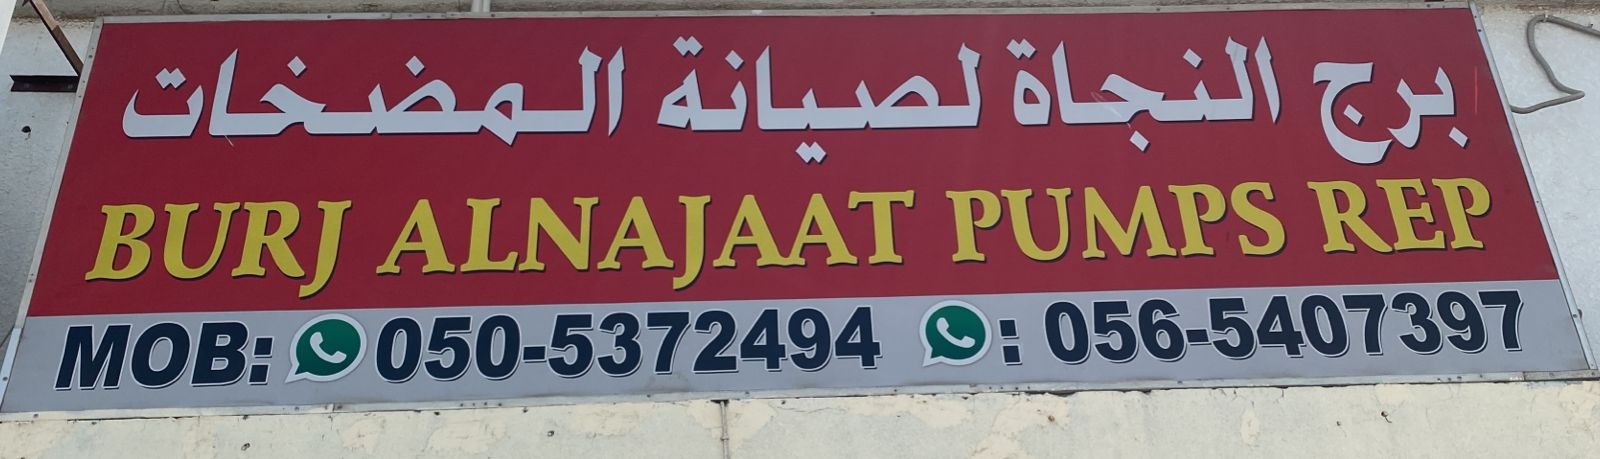 برج النجاة لصيانة المضخات
BURJ ALNAJAAT PUMPS REP
MOB: 050-5372494 : 056-5407397